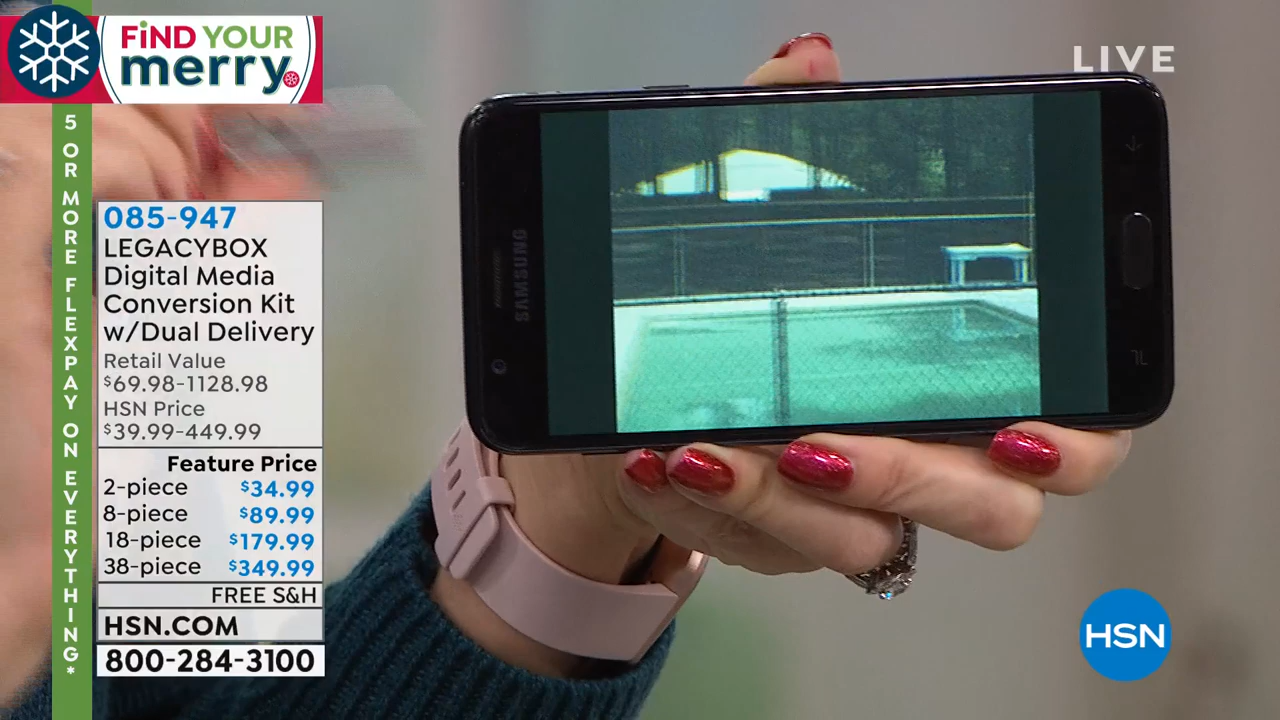 FiND YOUR
merry
LIVE
5 OR MORE FLEXPAY ON EVERYTHING*
085-947
LEGACYBOX
Digital Media
Conversion Kit
w/Dual Delivery
Retail Value
$69.98-1128.98
HSN Price
$39.99-449.99
Feature Price
2-piece $34.99
8-piece $89.99
18-piece $179.99
38-piece $349.99
FREE S&H
HSN.COM
800-284-3100
SAMSUNG
HSN